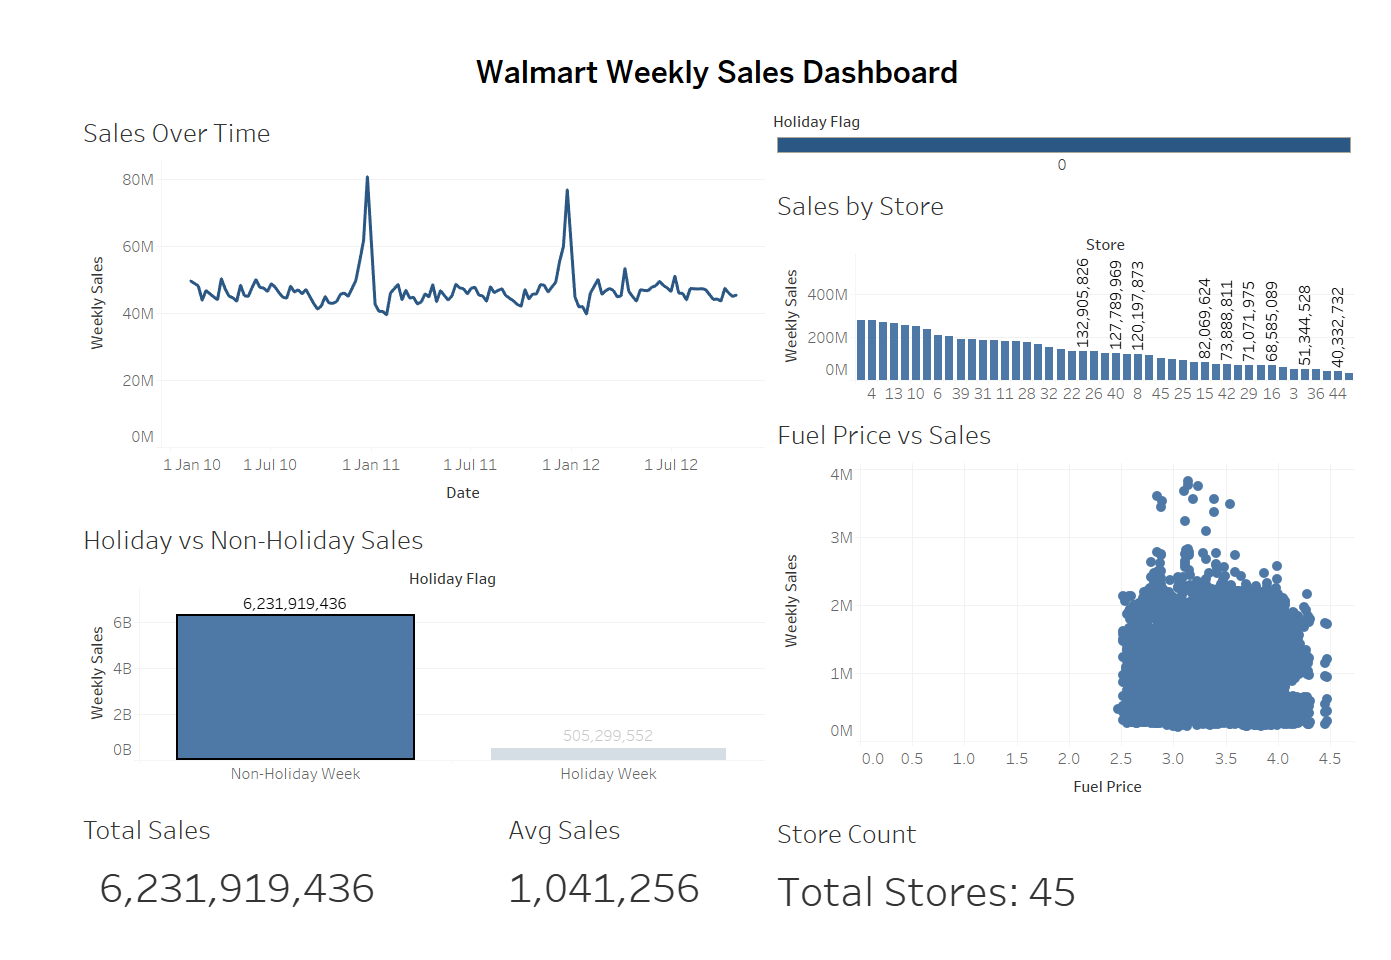 Walmart Weekly Sales Dashboard
Sales Over Time
Weekly Sales
80M
60M
40M
20M
0M
1 Jan 10 1 Jul 10 1 Jan 11 1 Jul 11 1 Jan 12 1 Jul 12
Date
Holiday Flag
0
Sales by Store
Store
Weekly Sales
400M
200M
0M
132,905,826
127,789,969
120,197,873
82,069,624
73,888,811
71,071,975
68,585,089
51,344,528
40,332,732
4 13 10 6 39 31 11 28 32 22 26 40 8 45 25 15 42 29 16 3 36 44
Fuel Price vs Sales
Weekly Sales
4M
3M
2M
1M
0M
0.0 0.5 1.0 1.5 2.0 2.5 3.0 3.5 4.0 4.5
Fuel Price
Holiday vs Non-Holiday Sales
Holiday Flag
Weekly Sales
6B
4B
2B
0B
6,231,919,436
505,299,552
Non-Holiday Week Holiday Week
Total Sales
6,231,919,436
Avg Sales
1,041,256
Store Count
Total Stores: 45